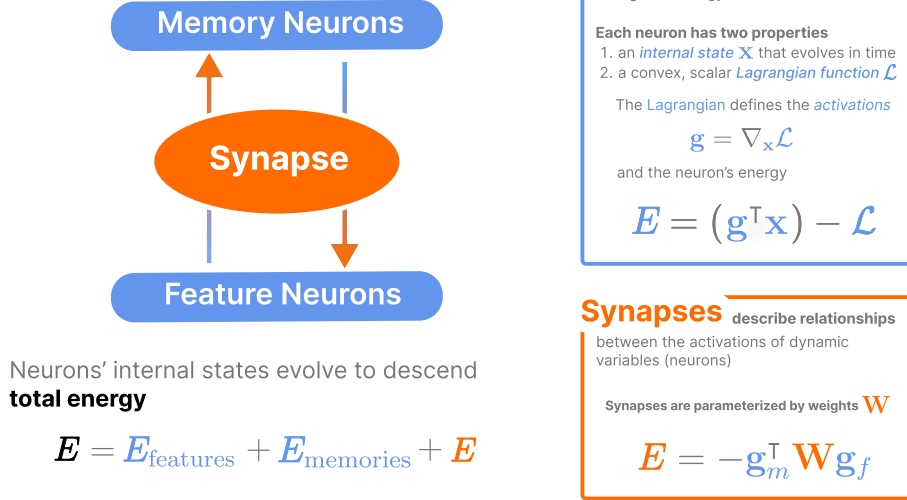 Memory Neurons
Synapse
Feature Neurons
Neurons’ internal states evolve to descend
total energy
E = E_features + E_memories + E
Each neuron has two properties
1. an internal state x that evolves in time
2. a convex, scalar Lagrangian function ℒ
The Lagrangian defines the activations
g = ∇_x ℒ
and the neuron’s energy
E = (g^⊤ x) − ℒ
Synapses describe relationships
between the activations of dynamic
variables (neurons)
Synapses are parameterized by weights W
E = −g_m^⊤ W g_f